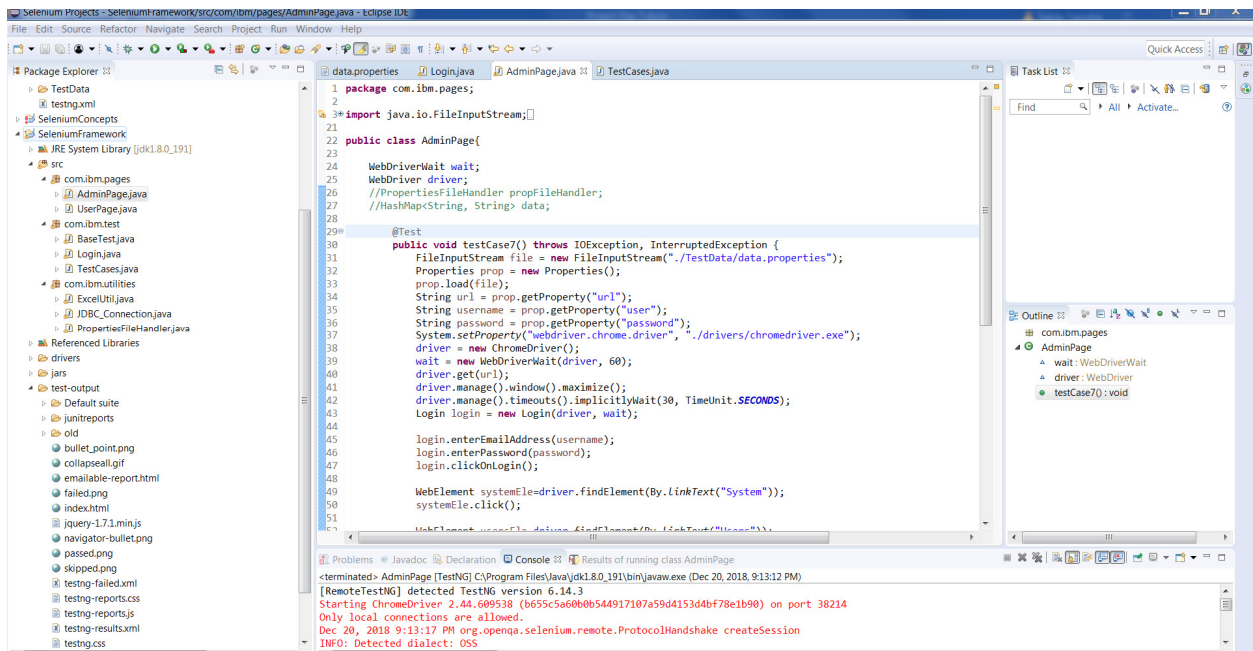 Selenium Projects - SeleniumFramework/src/com/ibm/pages/AdminPage.java - Eclipse IDE
File Edit Source Refactor Navigate Search Project Run Window Help
Quick Access
Package Explorer
TestData
testng.xml
SeleniumConcepts
SeleniumFramework
JRE System Library [jdk1.8.0_191]
src
com.ibm.pages
AdminPage.java
UserPage.java
com.ibm.test
BaseTest.java
Login.java
TestCases.java
com.ibm.utilities
ExcelUtil.java
JDBC_Connection.java
PropertiesFileHandler.java
Referenced Libraries
drivers
jars
test-output
Default suite
junitreports
old
bullet_point.png
collapseall.gif
emailable-report.html
failed.png
index.html
jquery-1.7.1.min.js
navigator-bullet.png
passed.png
skipped.png
testng-failed.xml
testng-reports.css
testng-reports.js
testng-results.xml
testng.css
data.properties Login.java AdminPage.java TestCases.java
1 package com.ibm.pages;
2
3 import java.io.FileInputStream;
21
22 public class AdminPage{
23
24 WebDriverWait wait;
25 WebDriver driver;
26 //PropertiesFileHandler propFileHandler;
27 //HashMap<String, String> data;
28
29 @Test
30 public void testCase7() throws IOException, InterruptedException {
31 FileInputStream file = new FileInputStream("./TestData/data.properties");
32 Properties prop = new Properties();
33 prop.load(file);
34 String url = prop.getProperty("url");
35 String username = prop.getProperty("user");
36 String password = prop.getProperty("password");
37 System.setProperty("webdriver.chrome.driver", "./drivers/chromedriver.exe");
38 driver = new ChromeDriver();
39 wait = new WebDriverWait(driver, 60);
40 driver.get(url);
41 driver.manage().window().maximize();
42 driver.manage().timeouts().implicitlyWait(30, TimeUnit.SECONDS);
43 Login login = new Login(driver, wait);
44
45 login.enterEmailAddress(username);
46 login.enterPassword(password);
47 login.clickOnLogin();
48
49 WebElement systemEle=driver.findElement(By.linkText("System"));
50 systemEle.click();
51
52 WebElement usersEle=driver.findElement(By.linkText("Users"));
Problems Javadoc Declaration Console Results of running class AdminPage
<terminated> AdminPage [TestNG] C:\Program Files\Java\jdk1.8.0_191\bin\javaw.exe (Dec 20, 2018, 9:13:12 PM)
[RemoteTestNG] detected TestNG version 6.14.3
Starting ChromeDriver 2.44.609538 (b655c5a60b0b544917107a59d4153d4bf78e1b90) on port 38214
Only local connections are allowed.
Dec 20, 2018 9:13:17 PM org.openqa.selenium.remote.ProtocolHandshake createSession
INFO: Detected dialect: OSS
Task List
Find All Activate...
Outline
com.ibm.pages
AdminPage
wait : WebDriverWait
driver : WebDriver
testCase7() : void